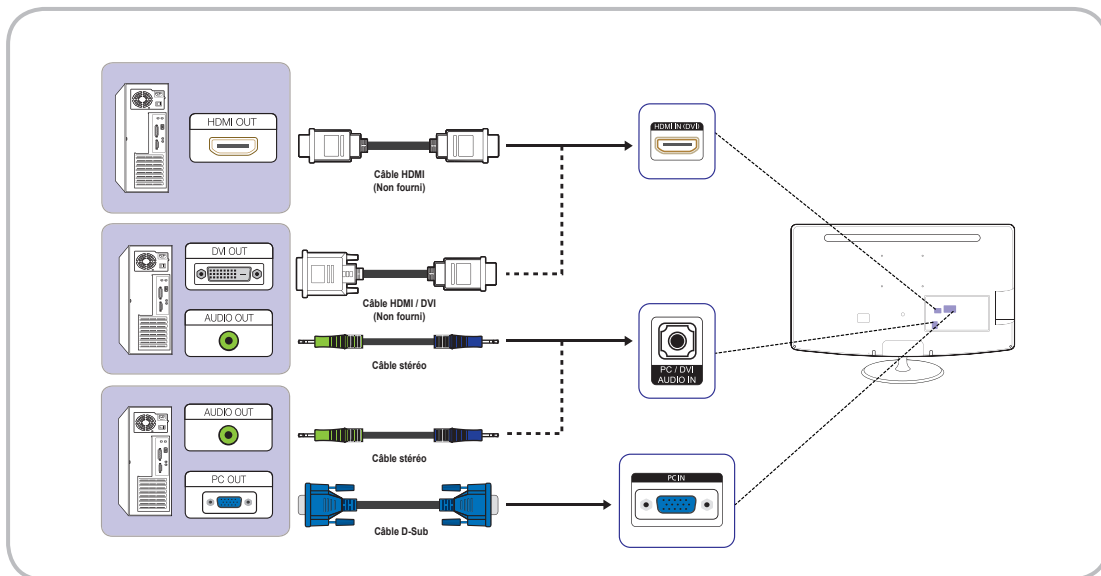 HDMI OUT
Câble HDMI
(Non fourni)
HDMI IN (DVI)
DVI OUT
Câble HDMI / DVI
(Non fourni)
AUDIO OUT
Câble stéréo
PC / DVI
AUDIO IN
AUDIO OUT
Câble stéréo
PC OUT
Câble D-Sub
PC IN